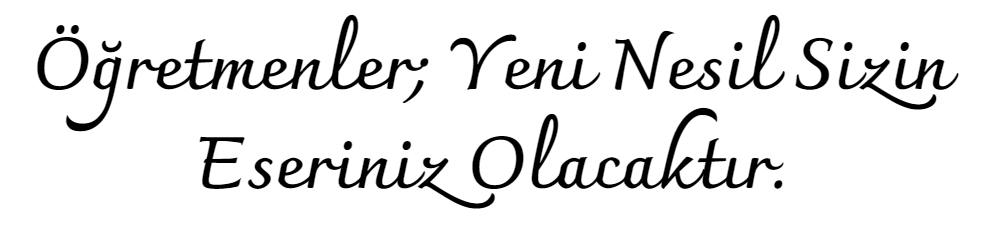 Öğretmenler; Yeni Nesil Sizin
Eseriniz Olacaktır.